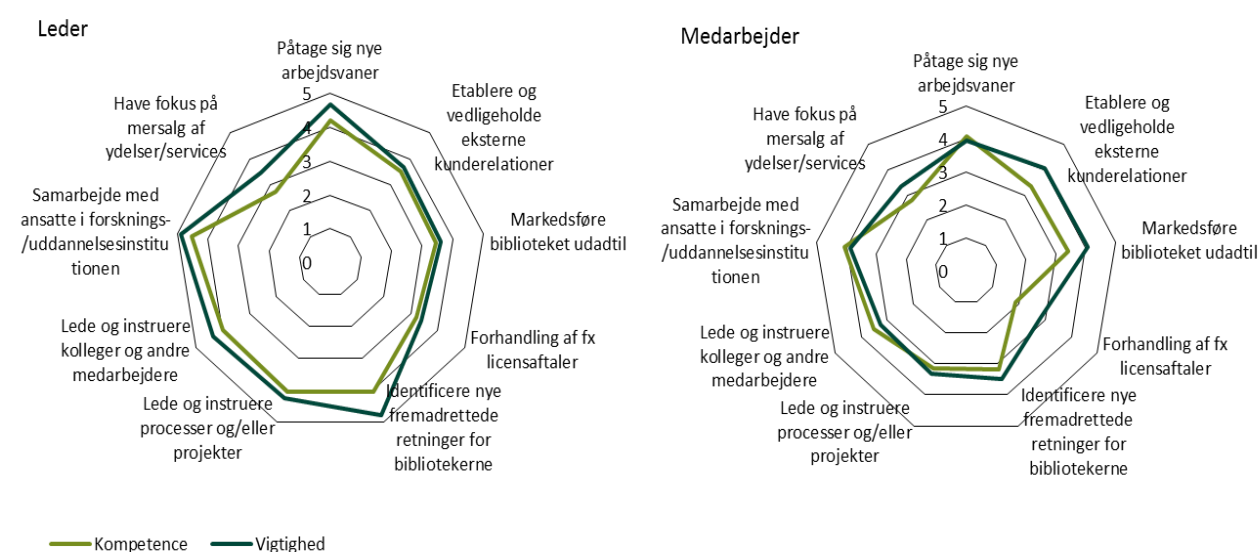 Leder
Påtage sig nye
arbejdsvaner
Etablere og
vedligeholde
eksterne
kunderelationer
Markedsføre
biblioteket udadtil
Forhandling af fx
licensaftaler
Identificere nye
fremadrettede
retninger for
bibliotekerne
Lede og instruere
processer og/eller
projekter
Lede og instruere
kolleger og andre
medarbejdere
Samarbejde med
ansatte i forsknings-
/uddannelsesinstitu
tionen
Have fokus på
mersalg af
ydelser/services
5
4
3
2
1
0
Medarbejder
Påtage sig nye
arbejdsvaner
Etablere og
vedligeholde
eksterne
kunderelationer
Markedsføre
biblioteket udadtil
Forhandling af fx
licensaftaler
Identificere nye
fremadrettede
retninger for
bibliotekerne
Lede og instruere
processer og/eller
projekter
Lede og instruere
kolleger og andre
medarbejdere
Samarbejde med
ansatte i forsknings-
/uddannelsesinstitu
tionen
Have fokus på
mersalg af
ydelser/services
5
4
3
2
1
0
Kompetence Vigtighed